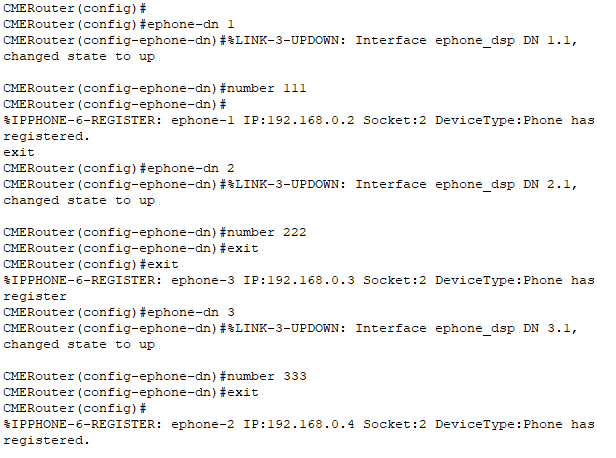 CMERouter(config)#
CMERouter(config)#ephone-dn 1
CMERouter(config-ephone-dn)#%LINK-3-UPDOWN: Interface ephone_dsp DN 1.1,
changed state to up
CMERouter(config-ephone-dn)#number 111
CMERouter(config-ephone-dn)#
%IPPHONE-6-REGISTER: ephone-1 IP:192.168.0.2 Socket:2 DeviceType:Phone has
registered.
exit
CMERouter(config)#ephone-dn 2
CMERouter(config-ephone-dn)#%LINK-3-UPDOWN: Interface ephone_dsp DN 2.1,
changed state to up
CMERouter(config-ephone-dn)#number 222
CMERouter(config-ephone-dn)#exit
CMERouter(config)#exit
%IPPHONE-6-REGISTER: ephone-3 IP:192.168.0.3 Socket:2 DeviceType:Phone has
register
CMERouter(config)#ephone-dn 3
CMERouter(config-ephone-dn)#%LINK-3-UPDOWN: Interface ephone_dsp DN 3.1,
changed state to up
CMERouter(config-ephone-dn)#number 333
CMERouter(config-ephone-dn)#exit
CMERouter(config)#
%IPPHONE-6-REGISTER: ephone-2 IP:192.168.0.4 Socket:2 DeviceType:Phone has
registered.